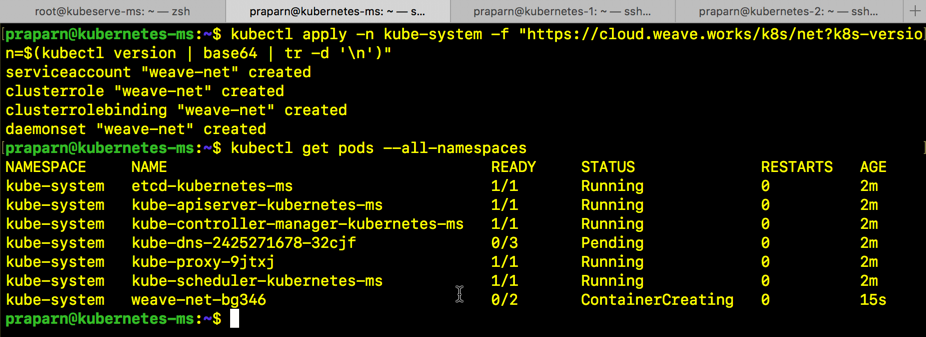 root@kubeserve-ms: ~ — zsh praparn@kubernetes-ms: ~ — s... praparn@kubernetes-1: ~ — ssh... praparn@kubernetes-2: ~ — ssh... +
[praparn@kubernetes-ms:~$ kubectl apply -n kube-system -f "https://cloud.weave.works/k8s/net?k8s-versio]
n=$(kubectl version | base64 | tr -d '\n')"
serviceaccount "weave-net" created
clusterrole "weave-net" created
clusterrolebinding "weave-net" created
daemonset "weave-net" created
[praparn@kubernetes-ms:~$ kubectl get pods --all-namespaces ]
NAMESPACE NAME READY STATUS RESTARTS AGE
kube-system etcd-kubernetes-ms 1/1 Running 0 2m
kube-system kube-apiserver-kubernetes-ms 1/1 Running 0 2m
kube-system kube-controller-manager-kubernetes-ms 1/1 Running 0 2m
kube-system kube-dns-2425271678-32cjf 0/3 Pending 0 2m
kube-system kube-proxy-9jtxj 1/1 Running 0 2m
kube-system kube-scheduler-kubernetes-ms 1/1 Running 0 2m
kube-system weave-net-bg346 0/2 ContainerCreating 0 15s
praparn@kubernetes-ms:~$